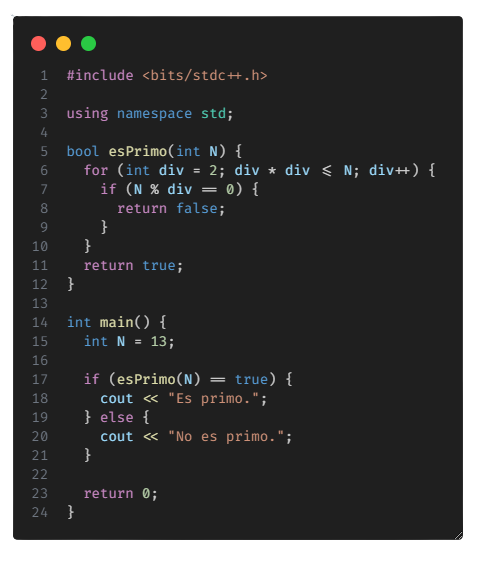 1 #include <bits/stdc++.h>
2
3 using namespace std;
4
5 bool esPrimo(int N) {
6   for (int div = 2; div * div <= N; div++) {
7     if (N % div == 0) {
8       return false;
9     }
10   }
11   return true;
12 }
13
14 int main() {
15   int N = 13;
16
17   if (esPrimo(N) == true) {
18     cout << "Es primo.";
19   } else {
20     cout << "No es primo.";
21   }
22
23   return 0;
24 }